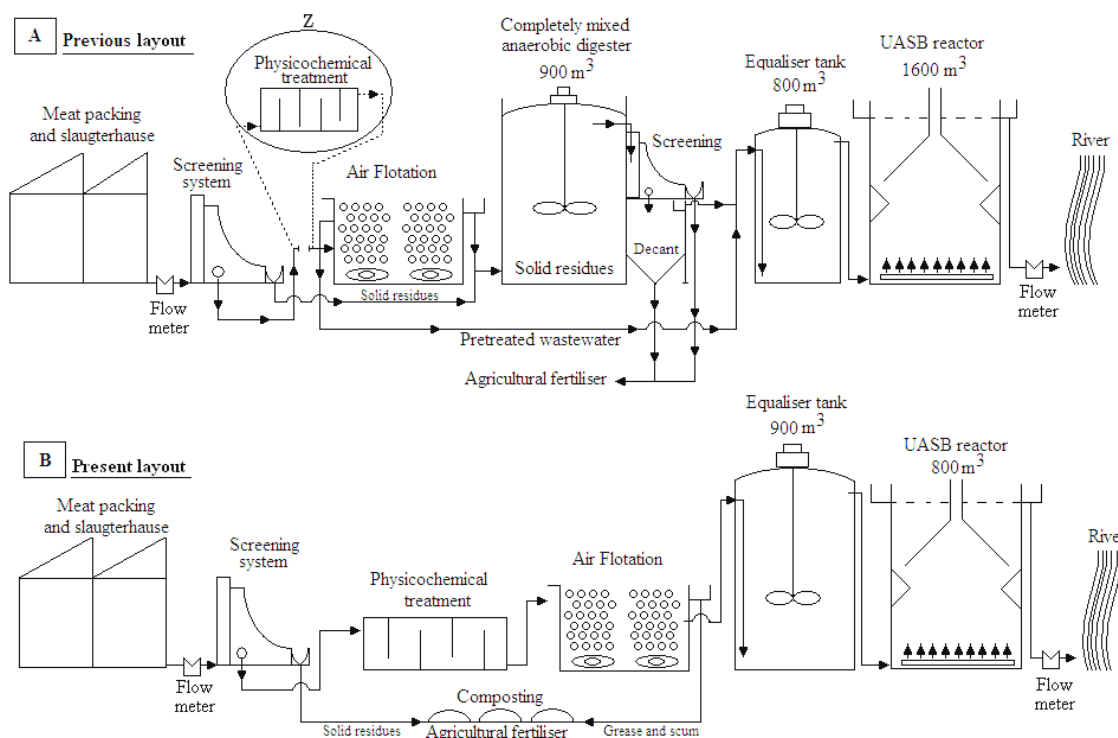 A
Previous layout
Z
Physicochemical
treatment
Meat packing
and slaugterhause
Screening
system
Flow
meter
Air Flotation
Solid residues
Completely mixed
anaerobic digester
900 m³
Solid residues
Screening
Decant
Pretreated wastewater
Agricultural fertiliser
Equaliser tank
800 m³
UASB reactor
1600 m³
River
Flow
meter
B
Present layout
Meat packing
and slaugterhause
Screening
system
Flow
meter
Physicochemical
treatment
Air Flotation
Composting
Solid residues
Agricultural fertiliser
Grease and scum
Equaliser tank
900 m³
UASB reactor
800 m³
River
Flow
meter